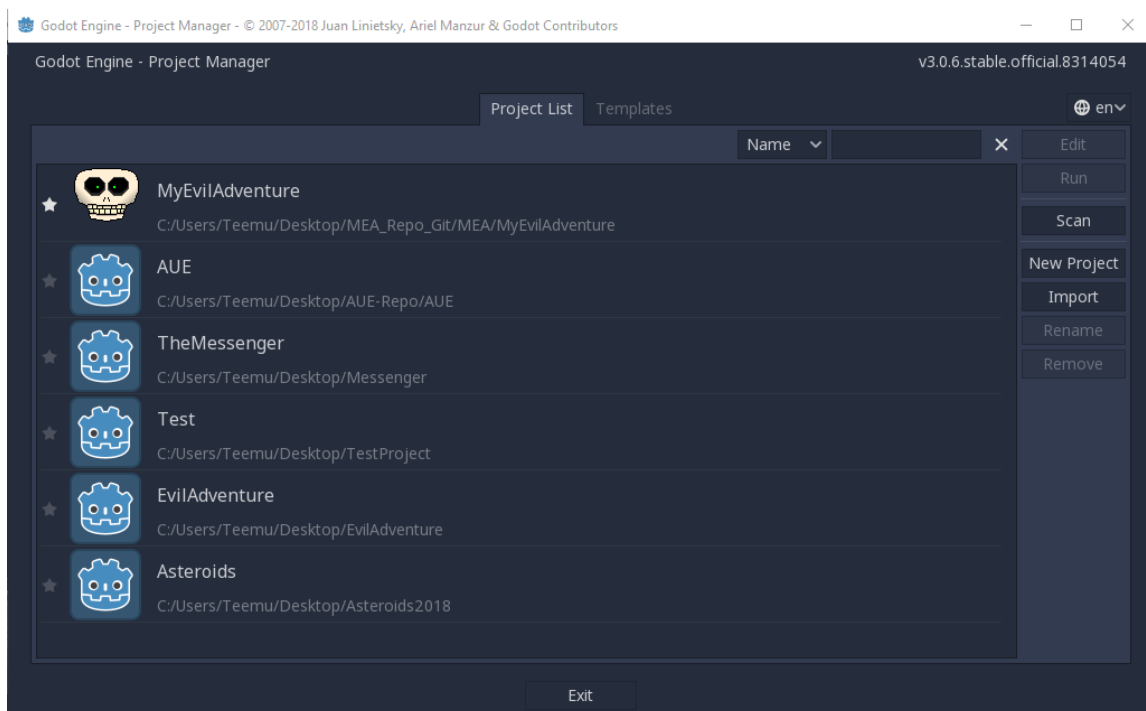 Godot Engine - Project Manager - © 2007-2018 Juan Linietsky, Ariel Manzur & Godot Contributors
Godot Engine - Project Manager
v3.0.6.stable.official.8314054
Project List
Templates
en
Name
Edit
Run
Scan
New Project
Import
Rename
Remove
MyEvilAdventure
C:/Users/Teemu/Desktop/MEA_Repo_Git/MEA/MyEvilAdventure
AUE
C:/Users/Teemu/Desktop/AUE-Repo/AUE
TheMessenger
C:/Users/Teemu/Desktop/Messenger
Test
C:/Users/Teemu/Desktop/TestProject
EvilAdventure
C:/Users/Teemu/Desktop/EvilAdventure
Asteroids
C:/Users/Teemu/Desktop/Asteroids2018
Exit